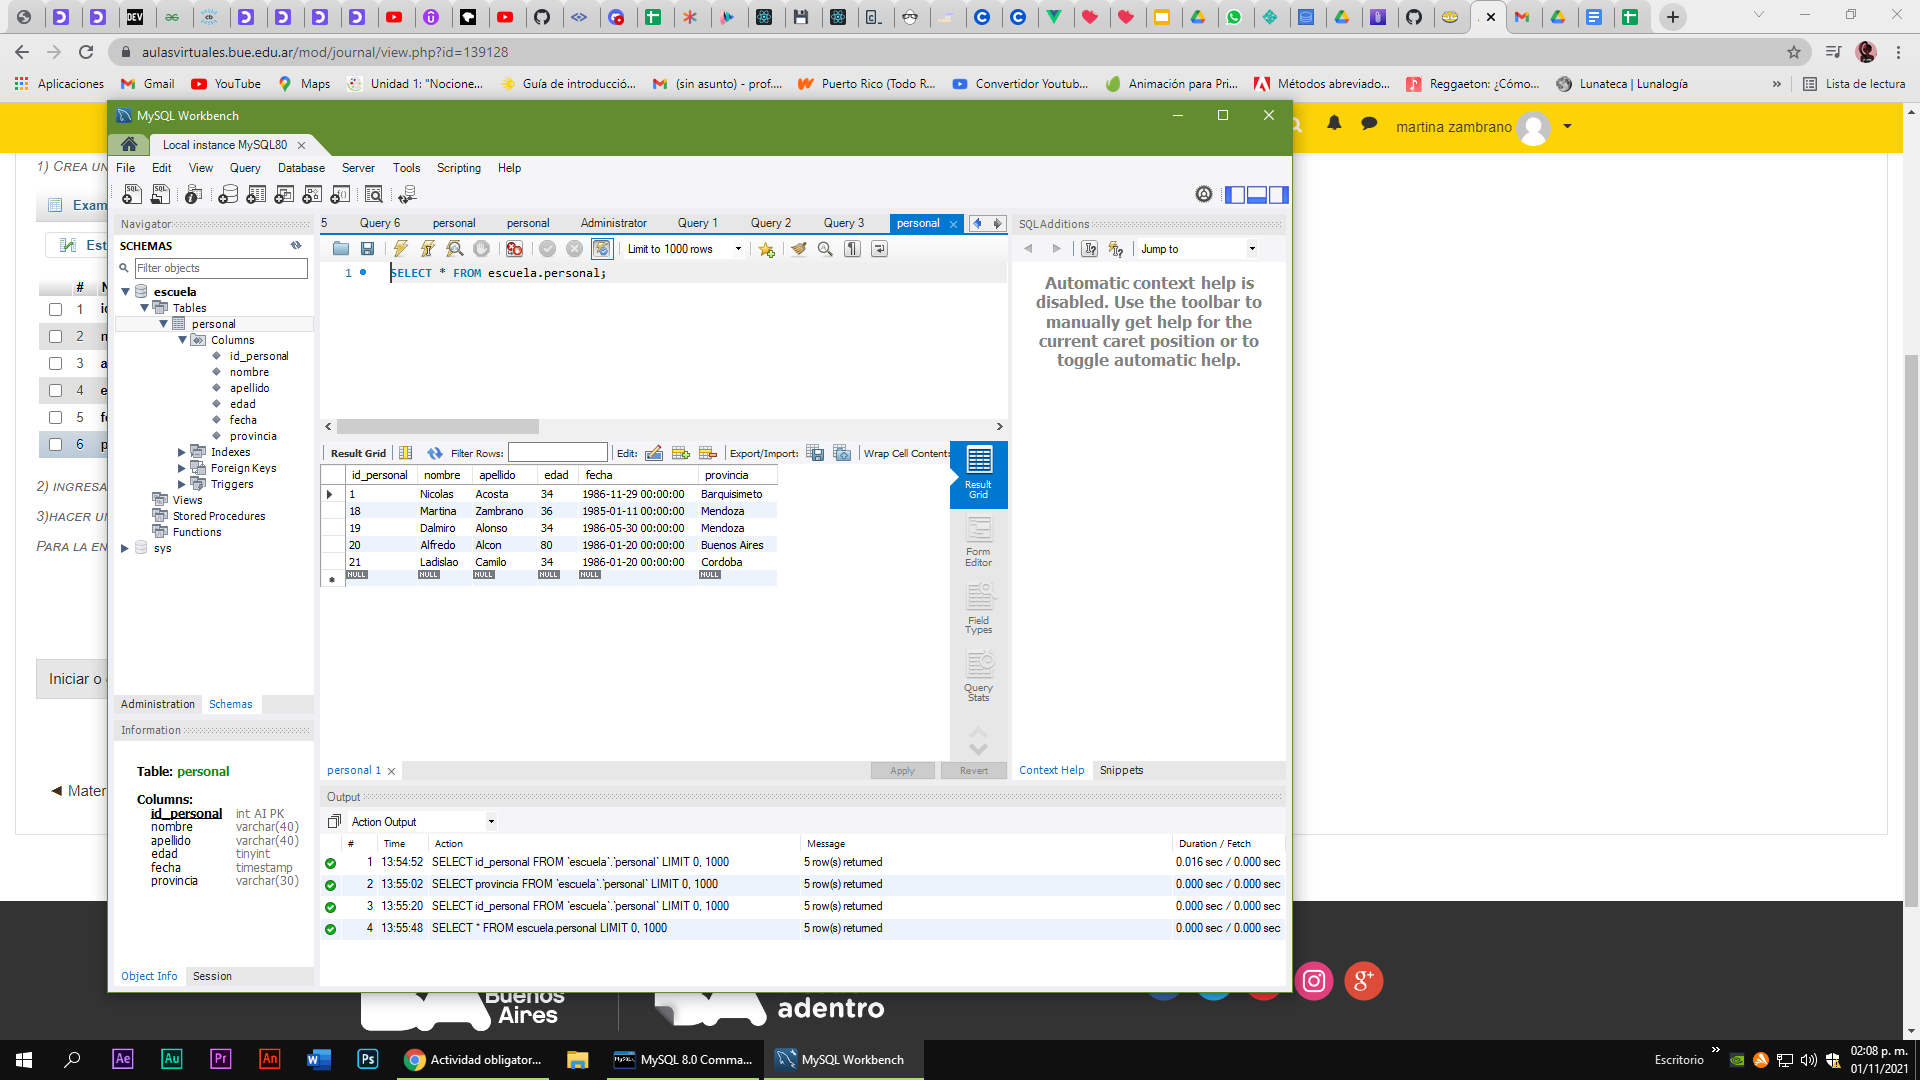 aulasvirtuales.bue.edu.ar/mod/journal/view.php?id=139128
Aplicaciones
Gmail
YouTube
Maps
Unidad 1: "Nocione...
Guía de introducció...
(sin asunto) - prof....
Puerto Rico (Todo R...
Convertidor Youtub...
Animación para Pri...
Métodos abreviado...
Reggaeton: ¿Cómo...
Lunateca | Lunalogía
»
Lista de lectura
martina zambrano
MySQL Workbench
Local instance MySQL80
File Edit View Query Database Server Tools Scripting Help
1) CREA UN
Exam
Est
#
1
2
3
4
5
6
2) INGRESA
3)HACER UN
PARA LA EN
Iniciar o
◄ Mater
Navigator
SCHEMAS
Filter objects
escuela
Tables
personal
Columns
id_personal
nombre
apellido
edad
fecha
provincia
Indexes
Foreign Keys
Triggers
Views
Stored Procedures
Functions
sys
Administration Schemas
Information
Table: personal
Columns:
id_personal int AI PK
nombre varchar(40)
apellido varchar(40)
edad tinyint
fecha timestamp
provincia varchar(30)
Object Info Session
5 Query 6 personal personal Administrator Query 1 Query 2 Query 3 personal
Limit to 1000 rows
1 SELECT * FROM escuela.personal;
Result Grid Filter Rows: Edit: Export/Import: Wrap Cell Content:
id_personal nombre apellido edad fecha provincia
1 Nicolas Acosta 34 1986-11-29 00:00:00 Barquisimeto
18 Martina Zambrano 36 1985-01-11 00:00:00 Mendoza
19 Dalmiro Alonso 34 1986-05-30 00:00:00 Mendoza
20 Alfredo Alcon 80 1986-01-20 00:00:00 Buenos Aires
21 Ladislao Camilo 34 1986-01-20 00:00:00 Cordoba
NULL NULL NULL NULL NULL NULL
Result Grid
Form Editor
Field Types
Query Stats
personal 1
Apply Revert
SQLAdditions
Jump to
Automatic context help is
disabled. Use the toolbar to
manually get help for the
current caret position or to
toggle automatic help.
Context Help Snippets
Output
Action Output
# Time Action Message Duration / Fetch
1 13:54:52 SELECT id_personal FROM `escuela`.`personal` LIMIT 0, 1000 5 row(s) returned 0.016 sec / 0.000 sec
2 13:55:02 SELECT provincia FROM `escuela`.`personal` LIMIT 0, 1000 5 row(s) returned 0.000 sec / 0.000 sec
3 13:55:20 SELECT id_personal FROM `escuela`.`personal` LIMIT 0, 1000 5 row(s) returned 0.000 sec / 0.000 sec
4 13:55:48 SELECT * FROM escuela.personal LIMIT 0, 1000 5 row(s) returned 0.000 sec / 0.000 sec
Buenos
Aires
adentro
g+
Ae Au Pr An W Ps
Actividad obligator...
MySQL 8.0 Comma...
MySQL Workbench
Escritorio »
02:08 p. m.
01/11/2021